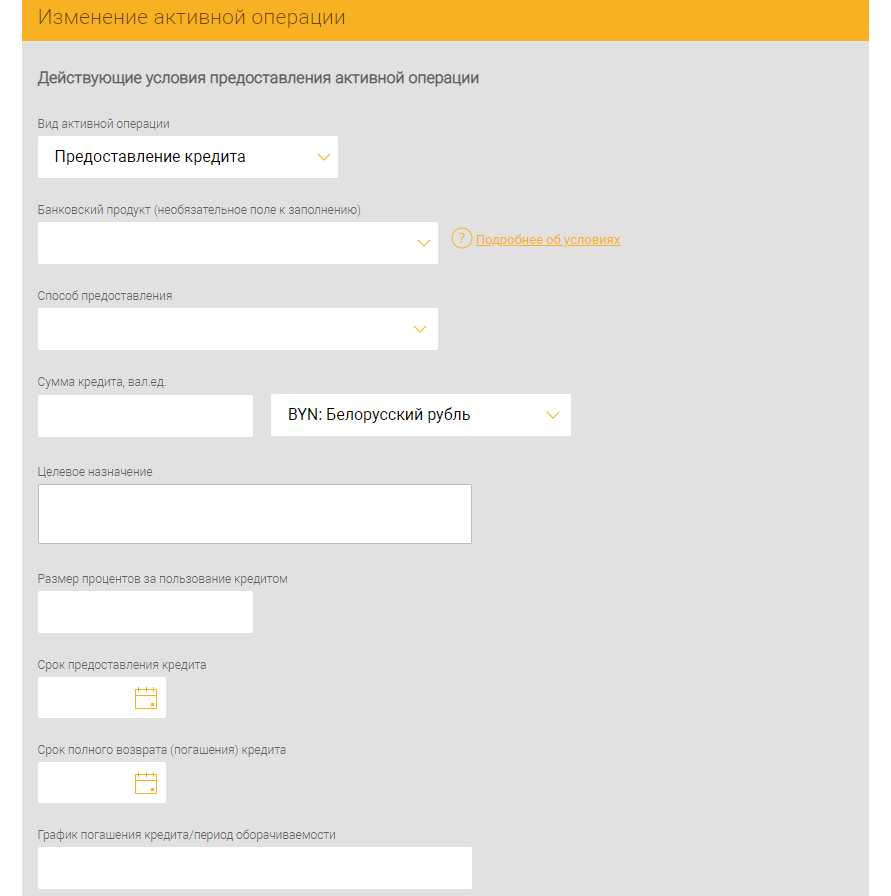 Изменение активной операции
Действующие условия предоставления активной операции
Вид активной операции
Предоставление кредита
Банковский продукт (необязательное поле к заполнению)
? Подробнее об условиях
Способ предоставления
Сумма кредита, вал.ед.
BYN: Белорусский рубль
Целевое назначение
Размер процентов за пользование кредитом
Срок предоставления кредита
Срок полного возврата (погашения) кредита
График погашения кредита/период оборачиваемости